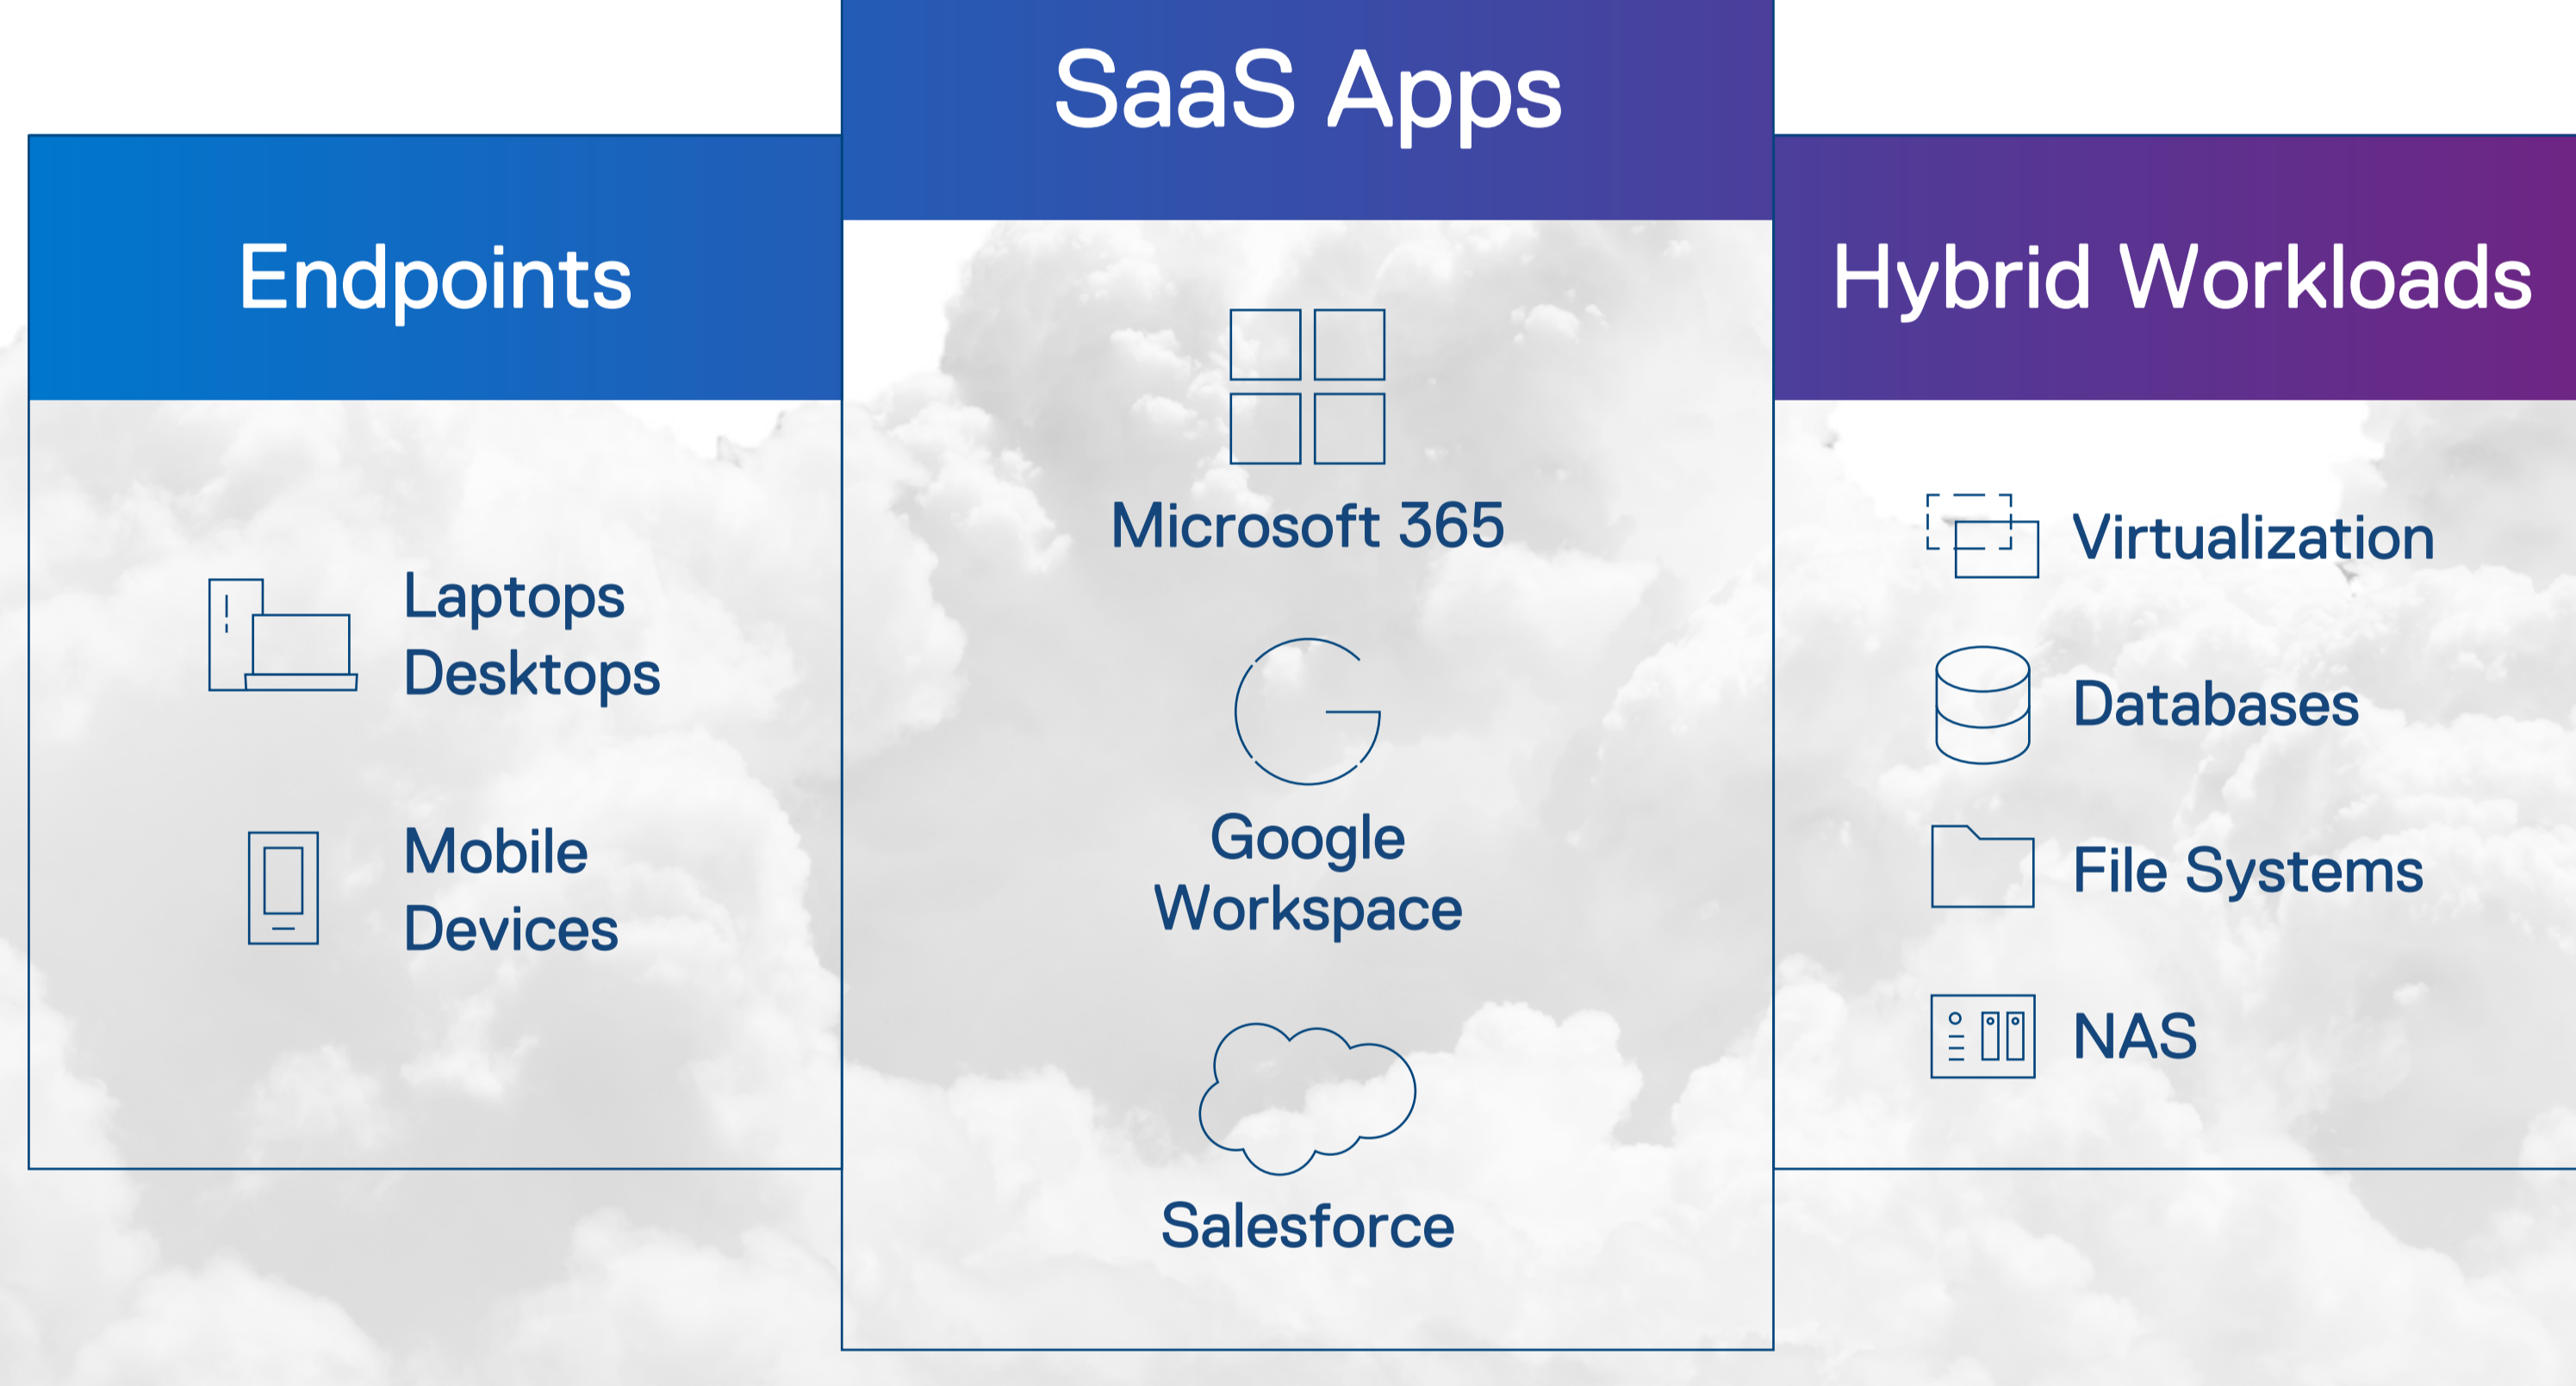 Endpoints
Laptops
Desktops
Mobile
Devices
SaaS Apps
Microsoft 365
Google
Workspace
Salesforce
Hybrid Workloads
Virtualization
Databases
File Systems
NAS